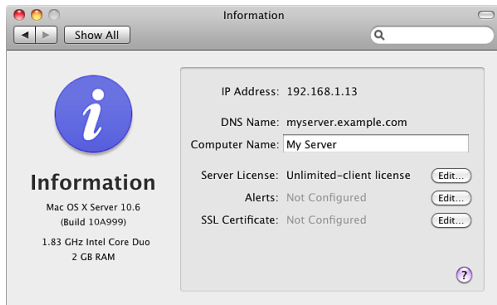 Information
Show All
i
IP Address: 192.168.1.13
DNS Name: myserver.example.com
Computer Name: My Server
Information
Server License: Unlimited-client license Edit...
Mac OS X Server 10.6
Alerts: Not Configured Edit...
(Build 10A999)
SSL Certificate: Not Configured Edit...
1.83 GHz Intel Core Duo
2 GB RAM
?